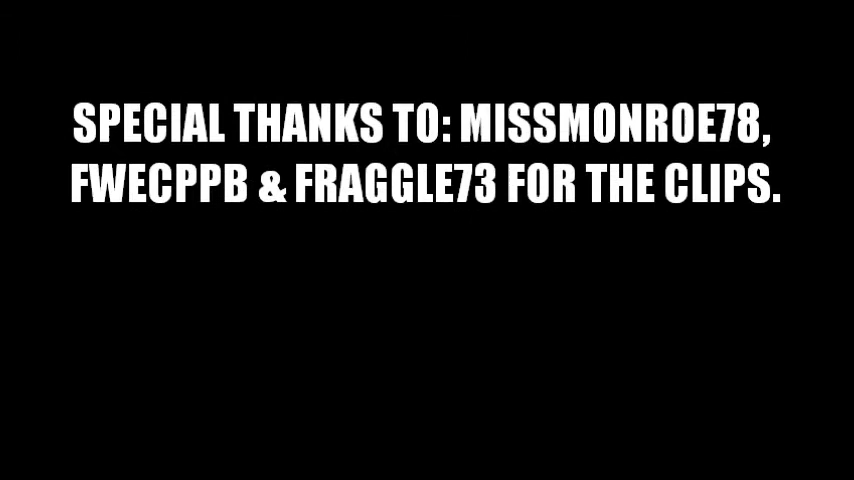 SPECIAL THANKS TO: MISSMONROE78,
FWECPPB & FRAGGLE73 FOR THE CLIPS.